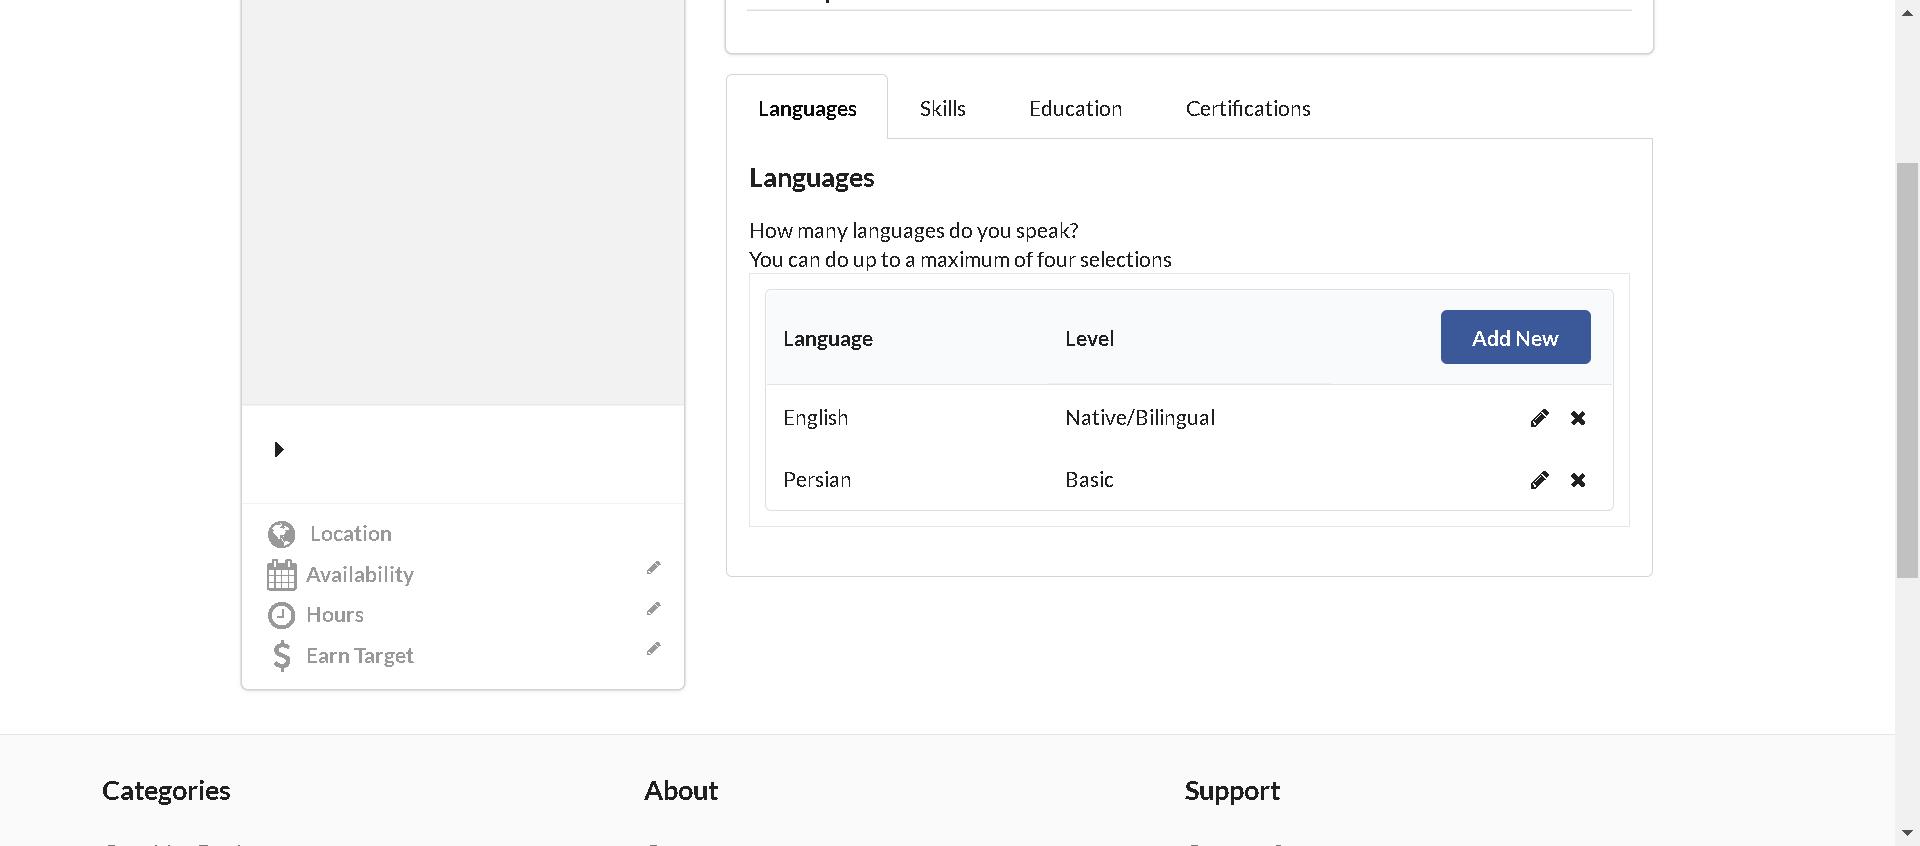 Languages Skills Education Certifications
Languages
How many languages do you speak?
You can do up to a maximum of four selections
Language Level Add New
English Native/Bilingual
Persian Basic
Location
Availability
Hours
Earn Target
Categories About Support